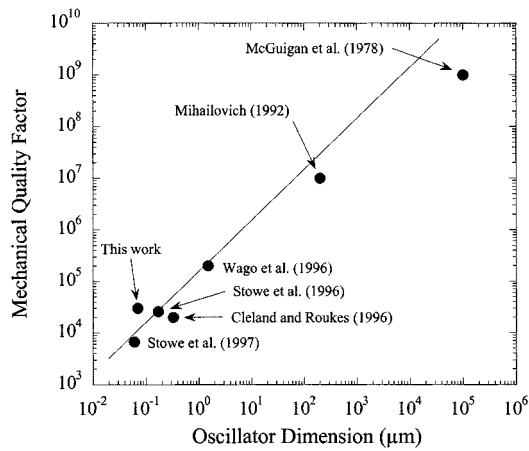 10^10
10^9
10^8
10^7
10^6
10^5
10^4
10^3
Mechanical Quality Factor
McGuigan et al. (1978)
Mihailovich (1992)
This work
Wago et al. (1996)
Stowe et al. (1996)
Cleland and Roukes (1996)
Stowe et al. (1997)
10^-2 10^-1 10^0 10^1 10^2 10^3 10^4 10^5 10^6
Oscillator Dimension (μm)